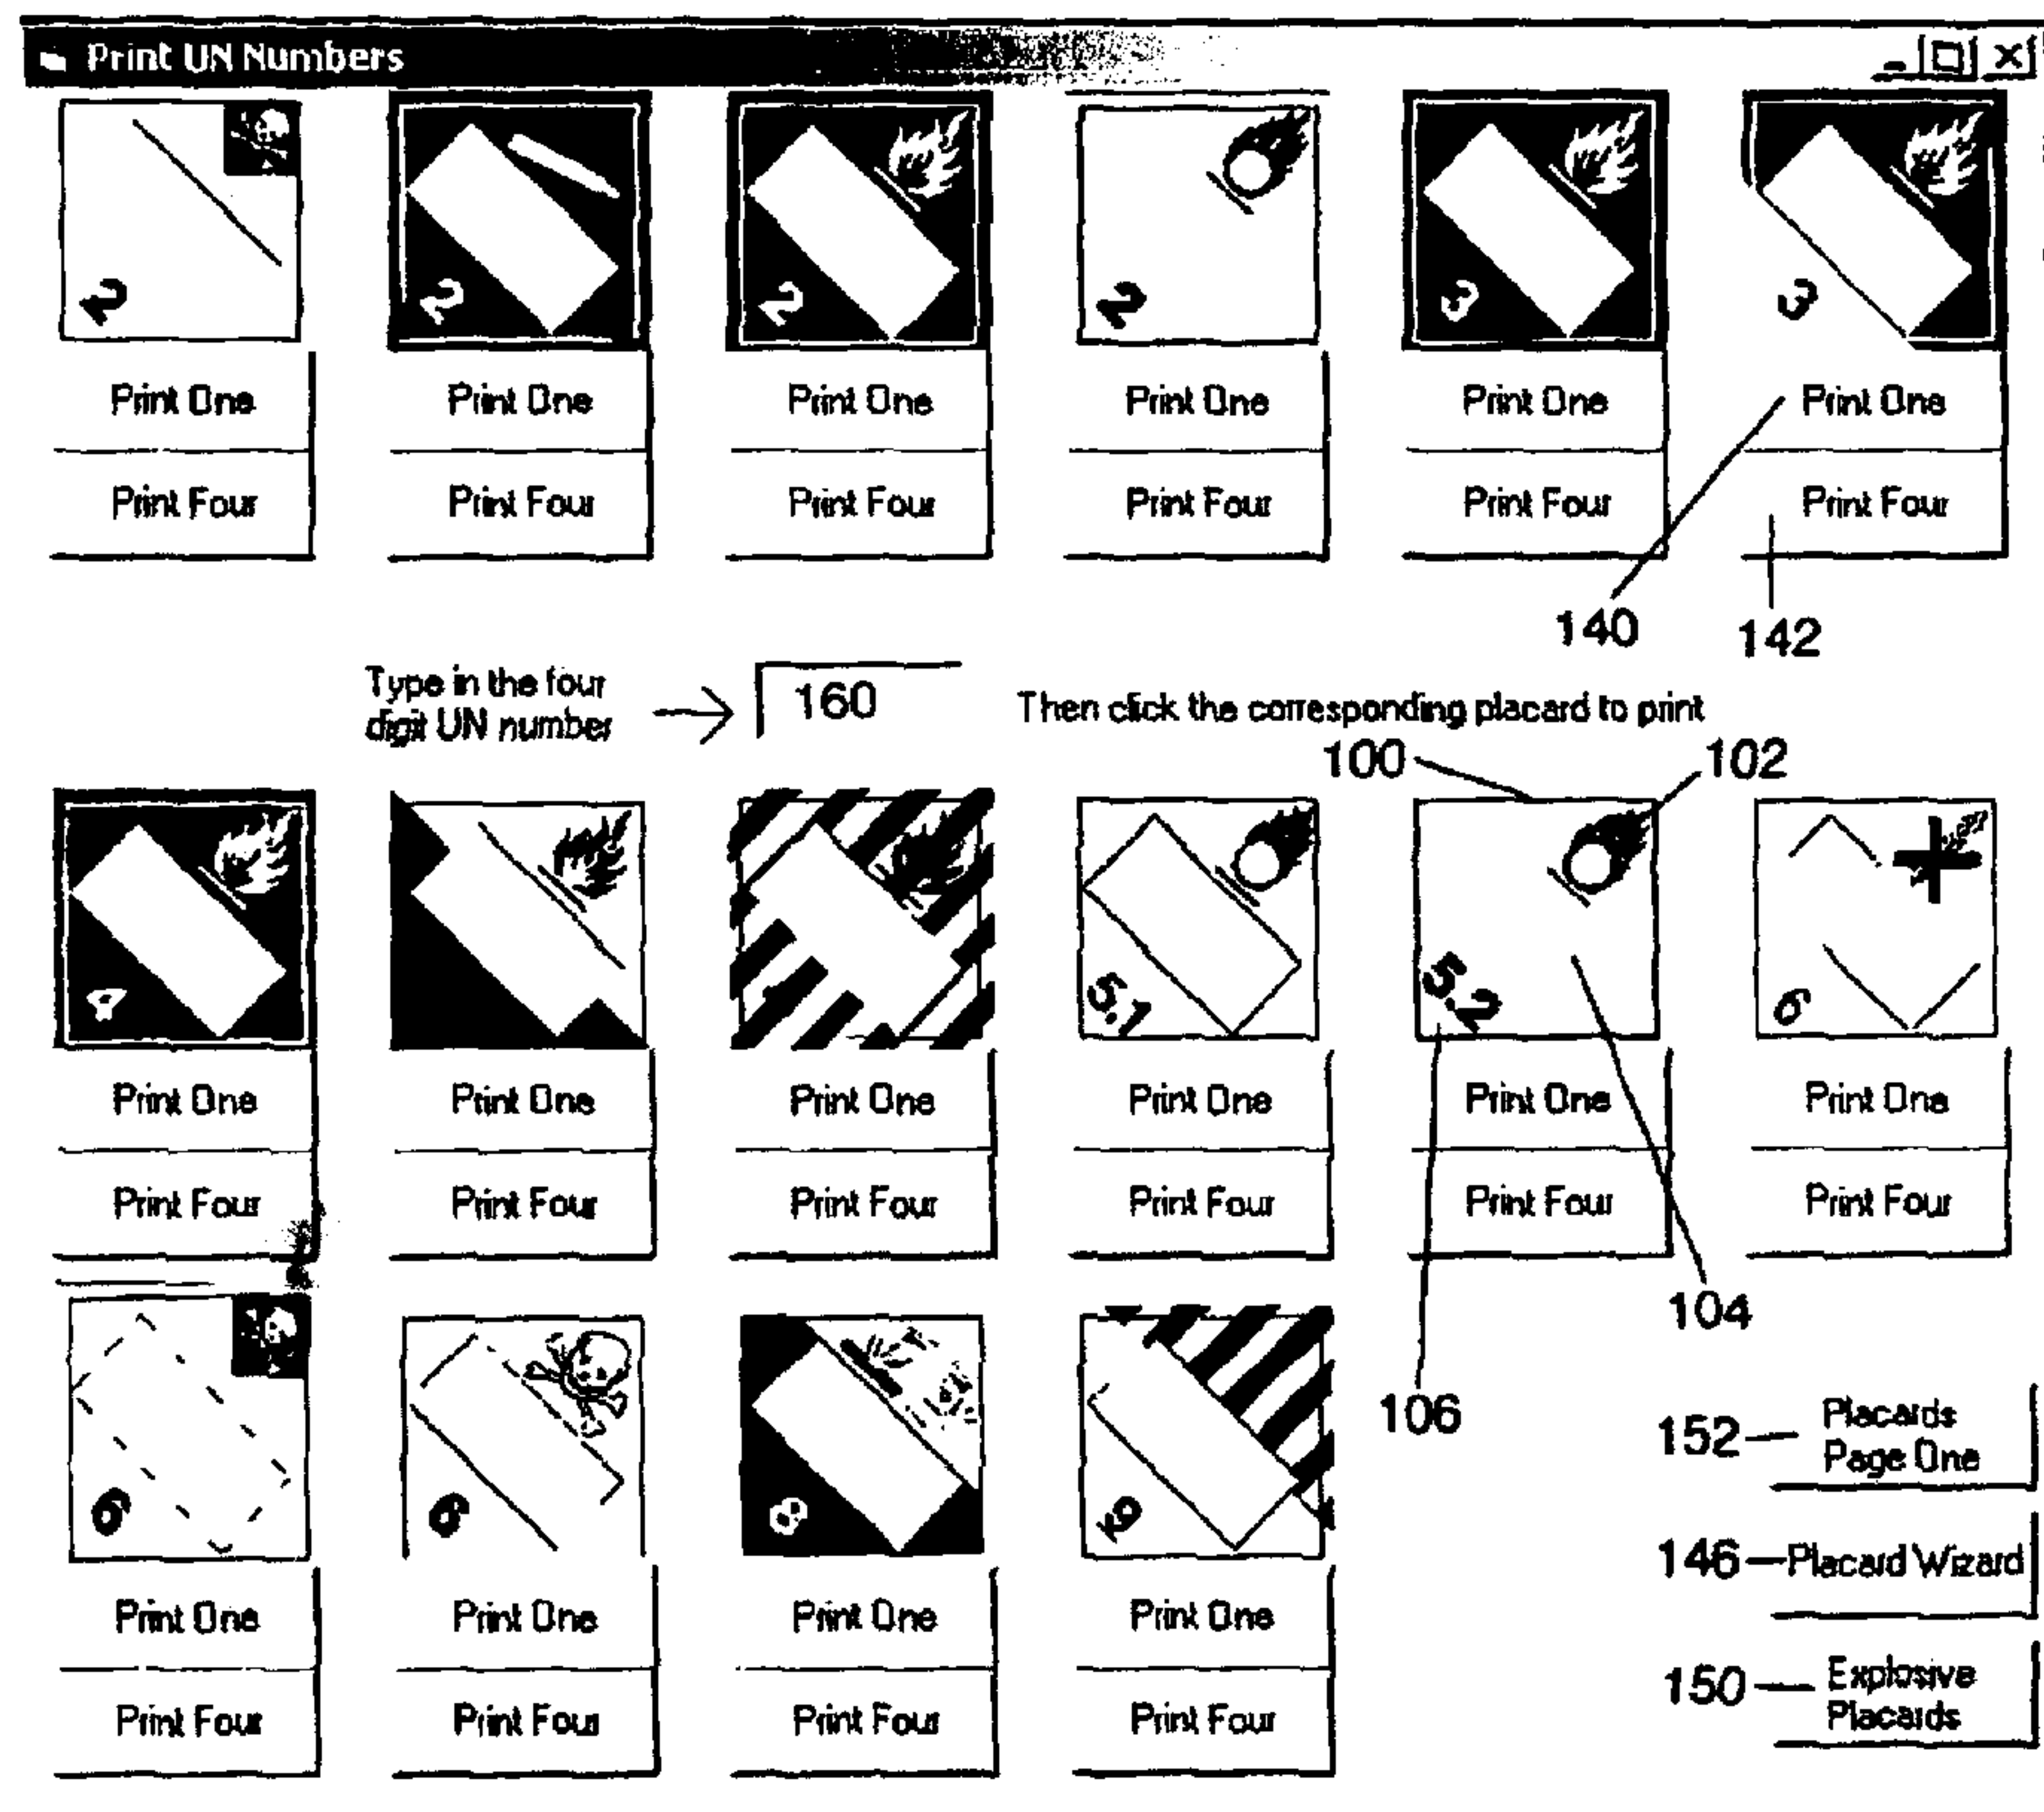 Print UN Numbers
2 2 2 2 3 3
Print One Print One Print One Print One Print One Print One
Print Four Print Four Print Four Print Four Print Four Print Four
140 142
Type in the four
digit UN number
160
Then click the corresponding placard to print
100 102
4 5.1 5.2 6
Print One Print One Print One Print One Print One Print One
Print Four Print Four Print Four Print Four Print Four Print Four
104
106
6 6 8 9
152 Placards
Page One
146 Placard Wizard
Print One Print One Print One Print One
150 Explosive
Placards
Print Four Print Four Print Four Print Four